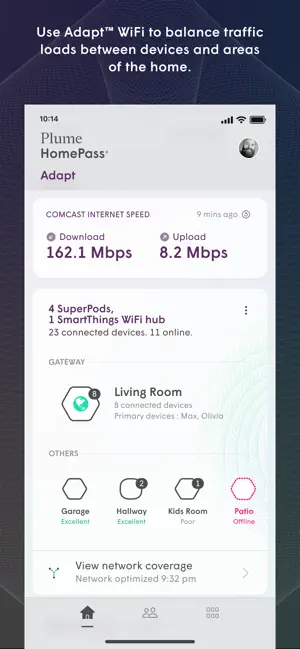 Use Adapt™ WiFi to balance traffic
loads between devices and areas
of the home.
10:14
Plume
HomePass®
Adapt
COMCAST INTERNET SPEED
9 mins ago
Download
Upload
162.1 Mbps
8.2 Mbps
4 SuperPods,
1 SmartThings WiFi hub
23 connected devices. 11 online.
GATEWAY
8
Living Room
8 connected devices
Primary devices : Max, Olivia
OTHERS
2
1
Garage
Hallway
Kids Room
Patio
Excellent
Excellent
Poor
Offline
View network coverage
Network optimized 9:32 pm